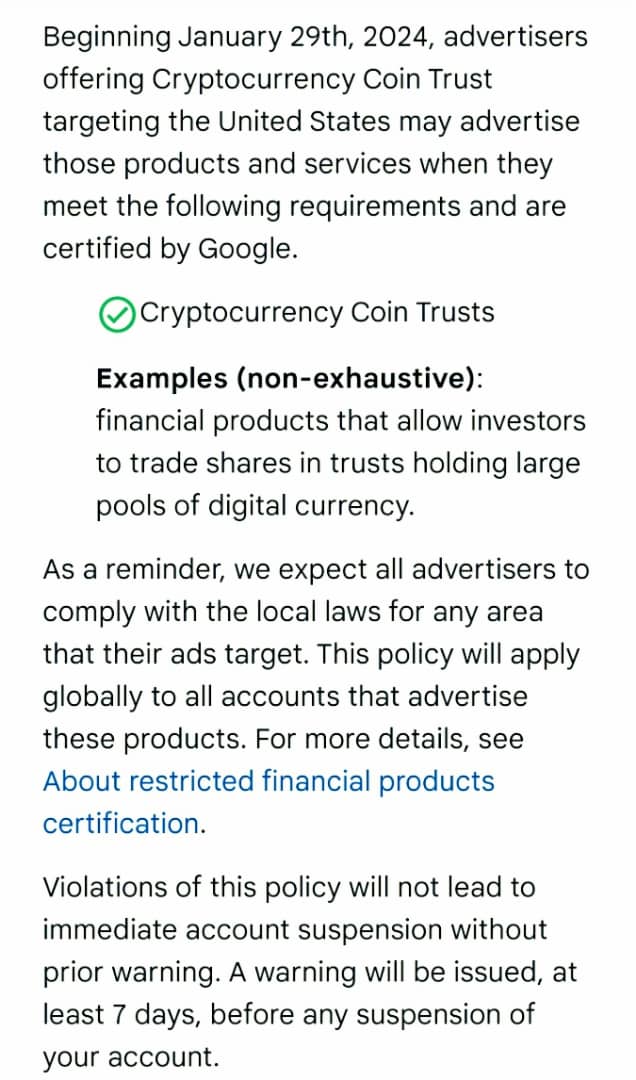 Beginning January 29th, 2024, advertisers
offering Cryptocurrency Coin Trust
targeting the United States may advertise
those products and services when they
meet the following requirements and are
certified by Google.
Cryptocurrency Coin Trusts
Examples (non-exhaustive):
financial products that allow investors
to trade shares in trusts holding large
pools of digital currency.
As a reminder, we expect all advertisers to
comply with the local laws for any area
that their ads target. This policy will apply
globally to all accounts that advertise
these products. For more details, see
About restricted financial products
certification.
Violations of this policy will not lead to
immediate account suspension without
prior warning. A warning will be issued, at
least 7 days, before any suspension of
your account.